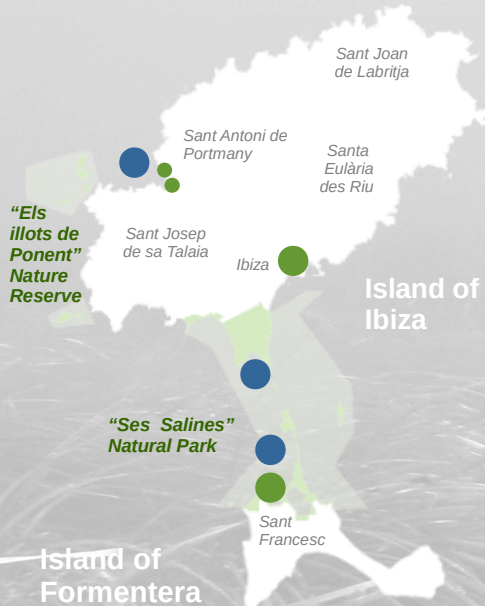 Sant Joan
de Labritja
Sant Antoni de
Portmany
Santa
Eulària
des Riu
“Els
illots de
Ponent”
Nature
Reserve
Sant Josep
de sa Talaia
Ibiza
Island of
Ibiza
“Ses Salines”
Natural Park
Sant
Francesc
Island of
Formentera